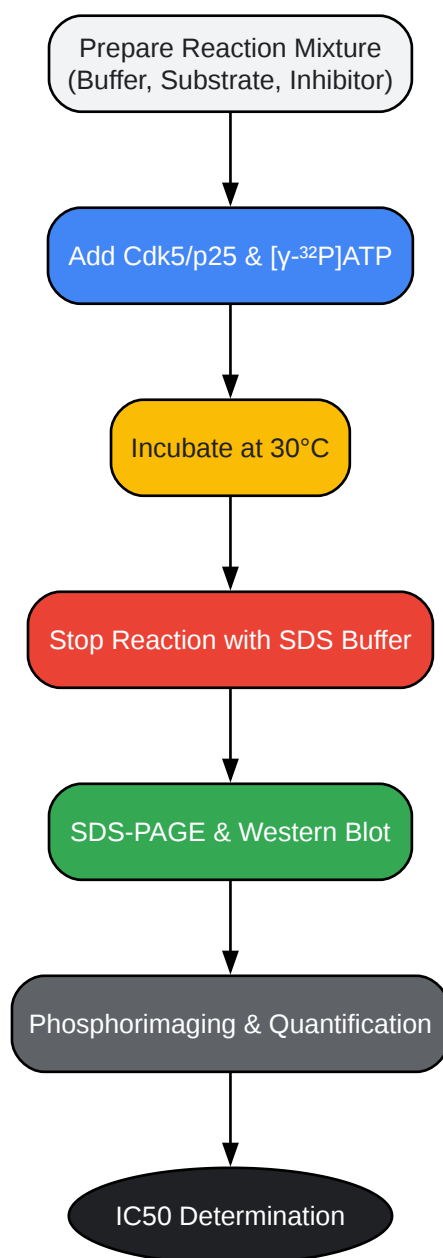 Prepare Reaction Mixture
(Buffer, Substrate, Inhibitor)
Add Cdk5/p25 & [γ-³²P]ATP
Incubate at 30°C
Stop Reaction with SDS Buffer
SDS-PAGE & Western Blot
Phosphorimaging & Quantification
IC50 Determination